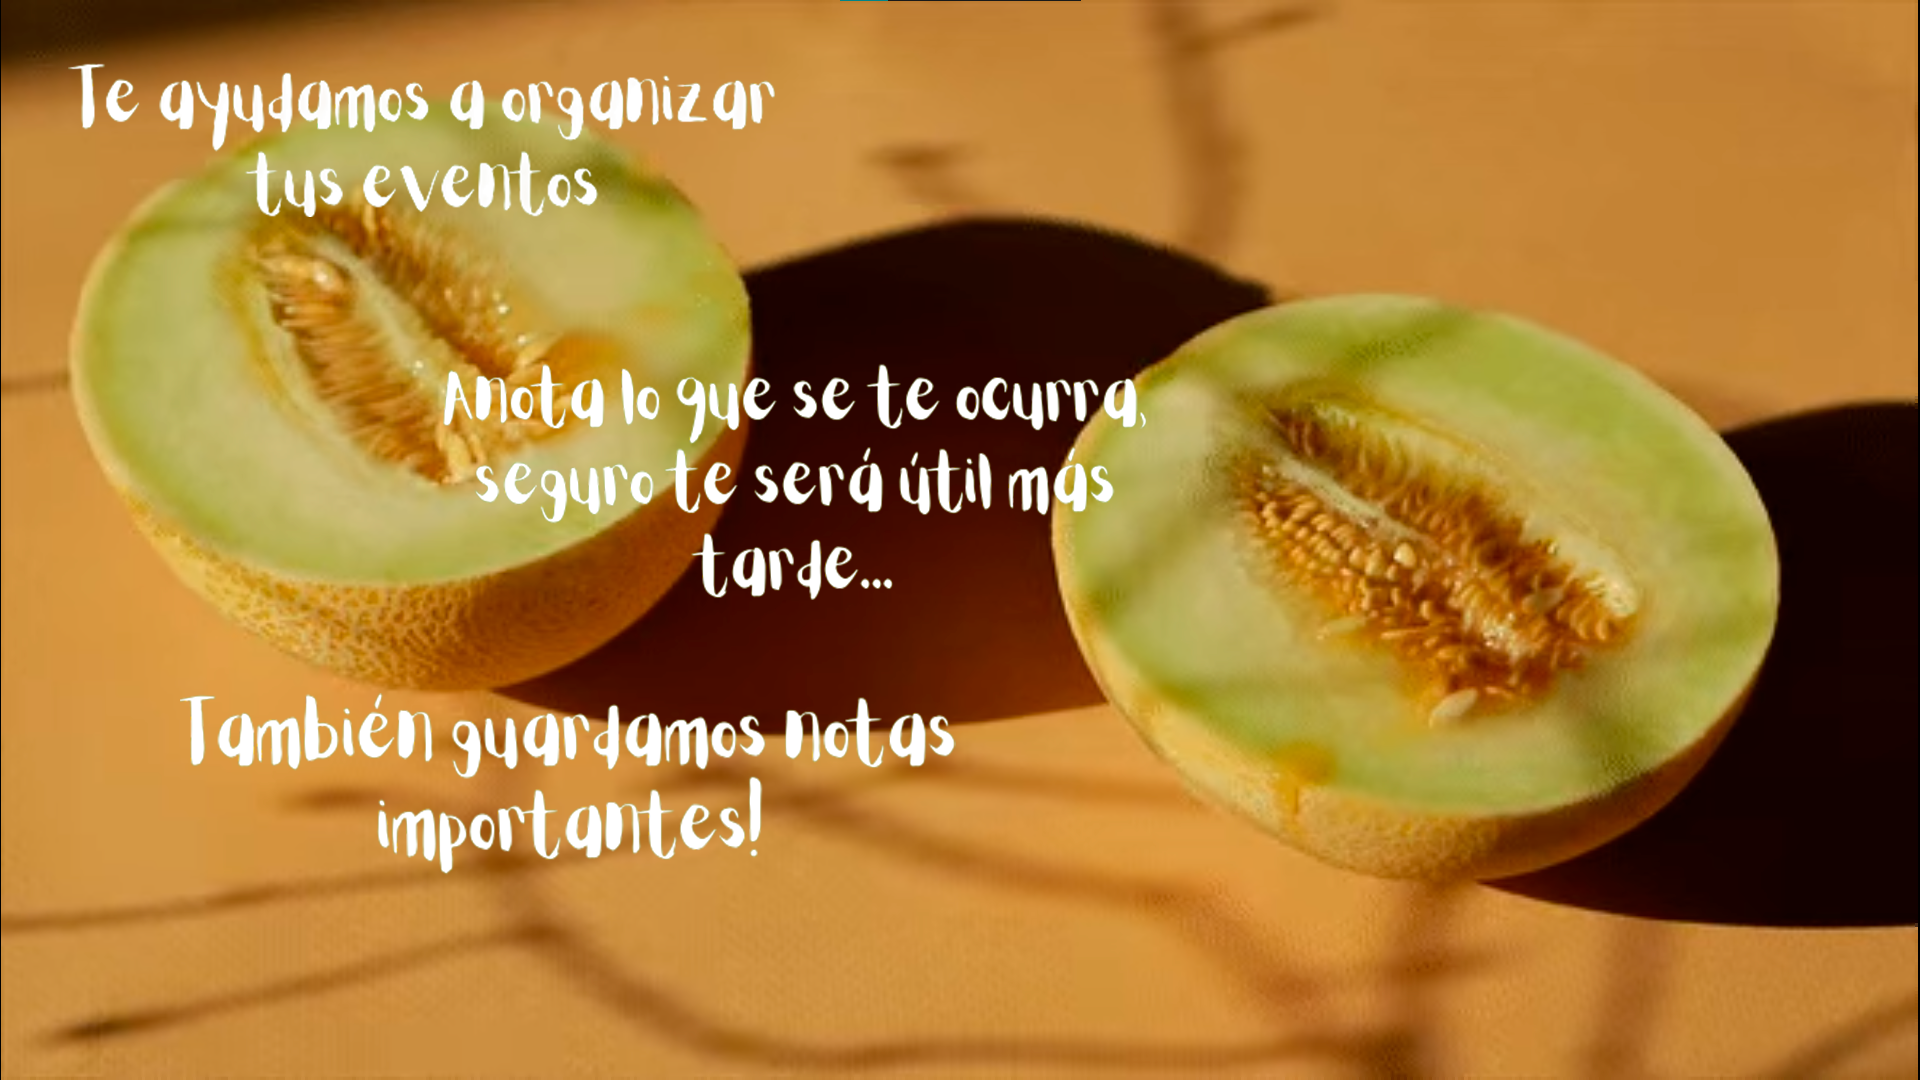 Te ayudamos a organizar
tus eventos
Anota lo que se te ocurra,
seguro te será útil más
tarde...
También guardamos notas
importantes!